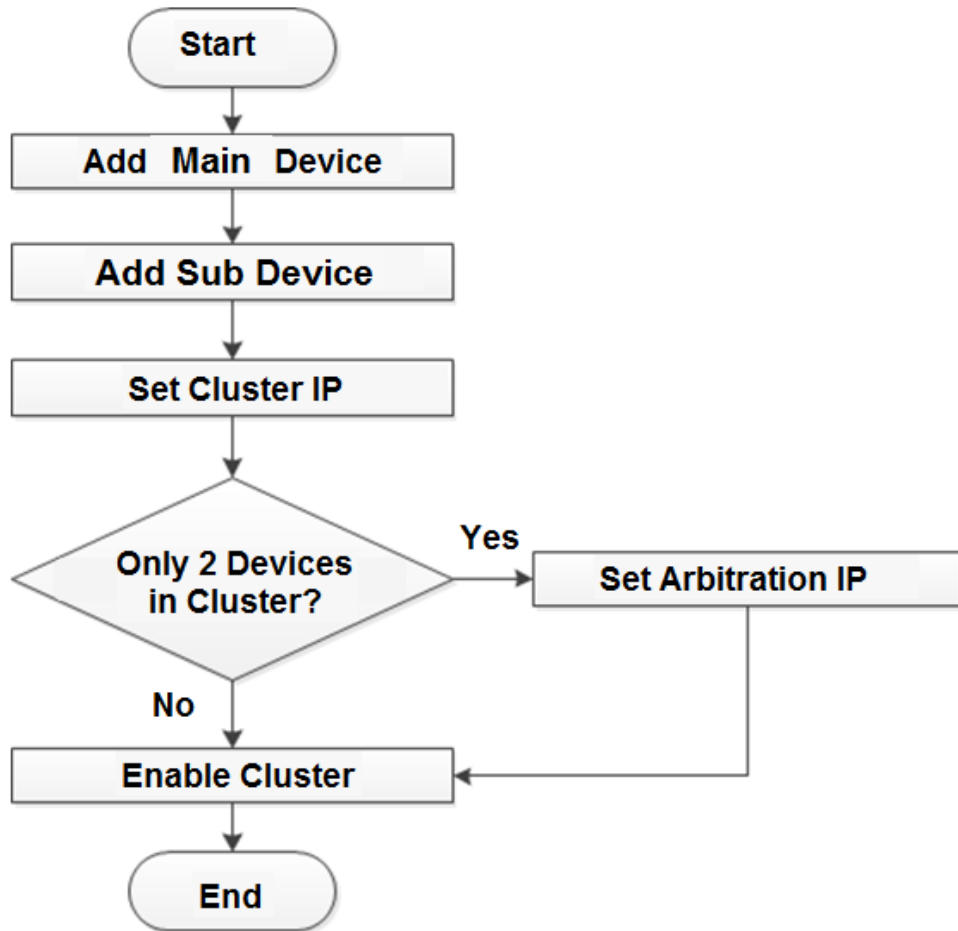 Start
Add Main Device
Add Sub Device
Set Cluster IP
Only 2 Devices
in Cluster?
Yes
Set Arbitration IP
No
Enable Cluster
End